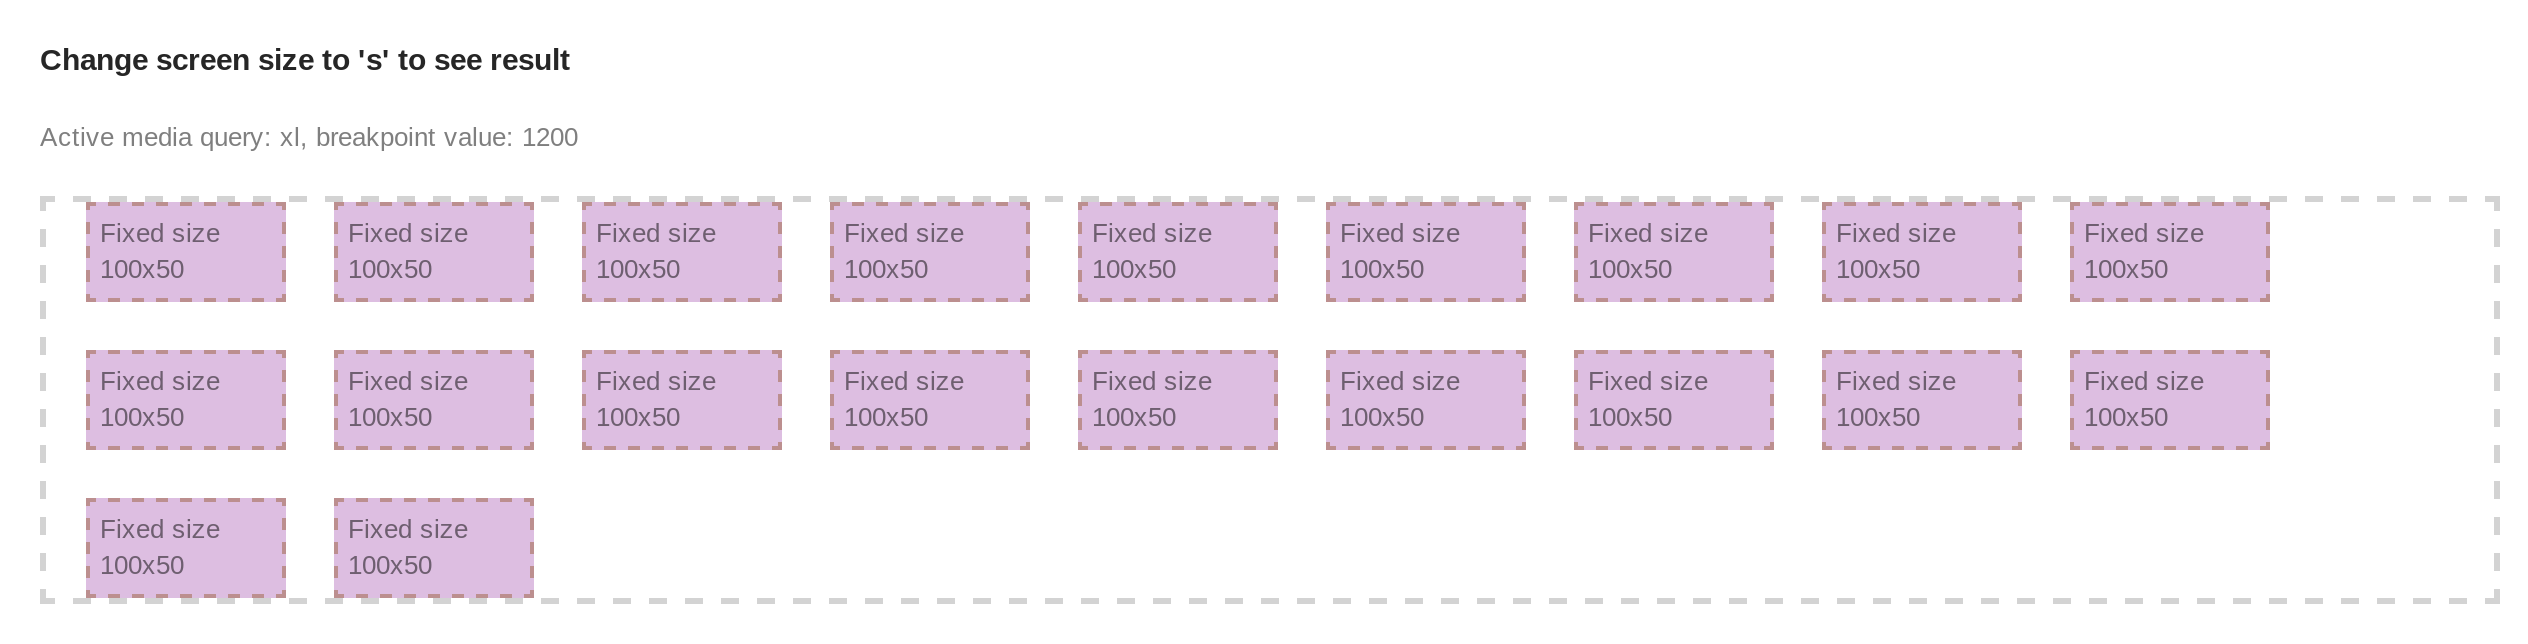 Change screen size to 's' to see result
Active media query: xl, breakpoint value: 1200
Fixed size
100x50
Fixed size
100x50
Fixed size
100x50
Fixed size
100x50
Fixed size
100x50
Fixed size
100x50
Fixed size
100x50
Fixed size
100x50
Fixed size
100x50
Fixed size
100x50
Fixed size
100x50
Fixed size
100x50
Fixed size
100x50
Fixed size
100x50
Fixed size
100x50
Fixed size
100x50
Fixed size
100x50
Fixed size
100x50
Fixed size
100x50
Fixed size
100x50